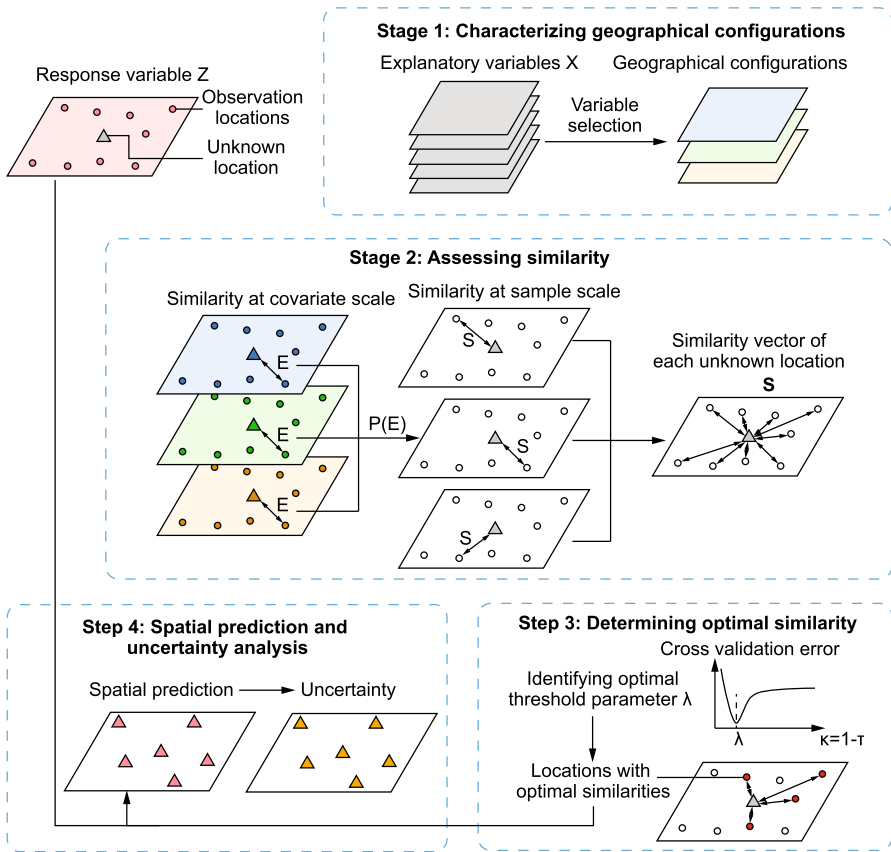 Response variable Z
Observation
locations
Unknown
location
Stage 1: Characterizing geographical configurations
Explanatory variables X
Geographical configurations
Variable
selection
Stage 2: Assessing similarity
Similarity at covariate scale
Similarity at sample scale
Similarity vector of
each unknown location
S
E
E
E
P(E)
S
S
S
Step 4: Spatial prediction and
uncertainty analysis
Spatial prediction
Uncertainty
Step 3: Determining optimal similarity
Cross validation error
Identifying optimal
threshold parameter λ
λ
κ=1-τ
Locations with
optimal similarities